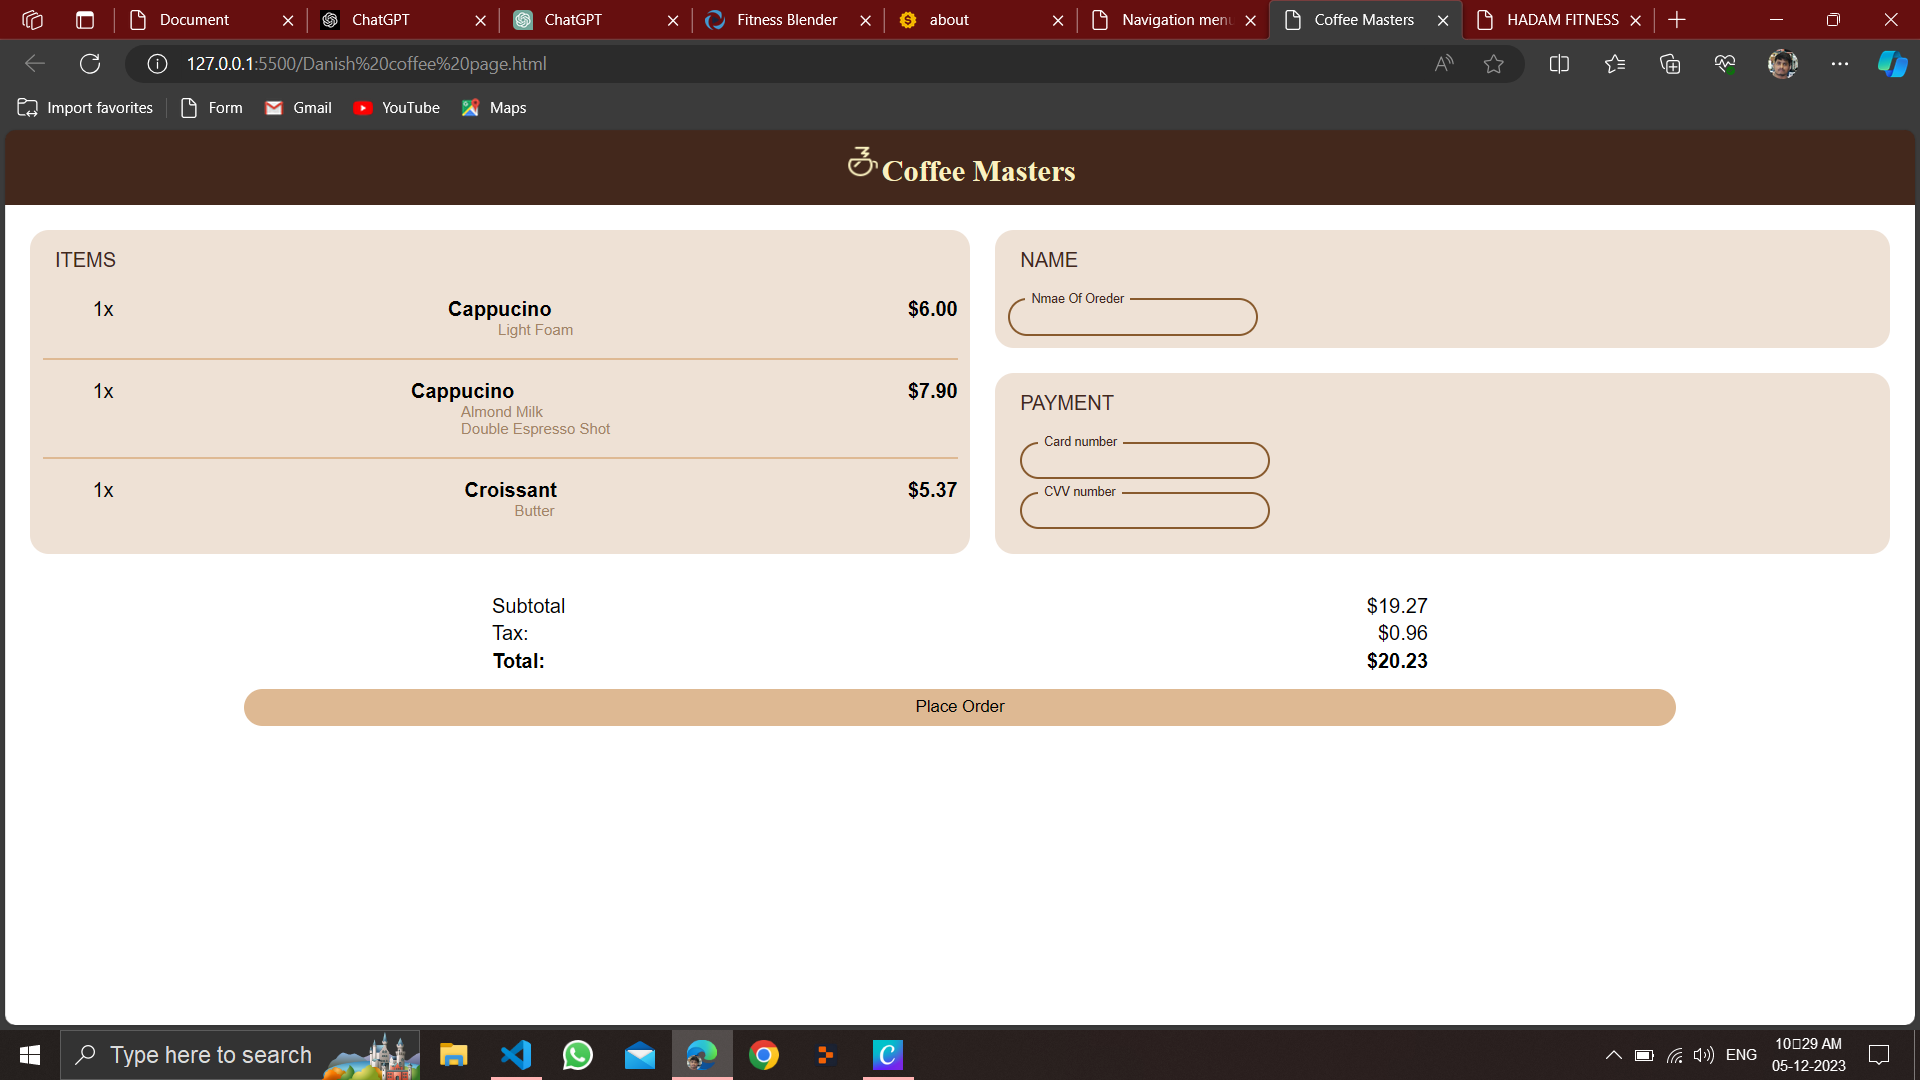 Document
ChatGPT
ChatGPT
Fitness Blender
about
Navigation menu
Coffee Masters
HADAM FITNESS
127.0.0.1:5500/Danish%20coffee%20page.html
Import favorites
Form
Gmail
YouTube
Maps
Coffee Masters
ITEMS
1x Cappucino $6.00
Light Foam
1x Cappucino $7.90
Almond Milk
Double Espresso Shot
1x Croissant $5.37
Butter
NAME
Nmae Of Oreder
PAYMENT
Card number
CVV number
Subtotal $19.27
Tax: $0.96
Total: $20.23
Place Order
Type here to search
ENG
10▯29 AM
05-12-2023